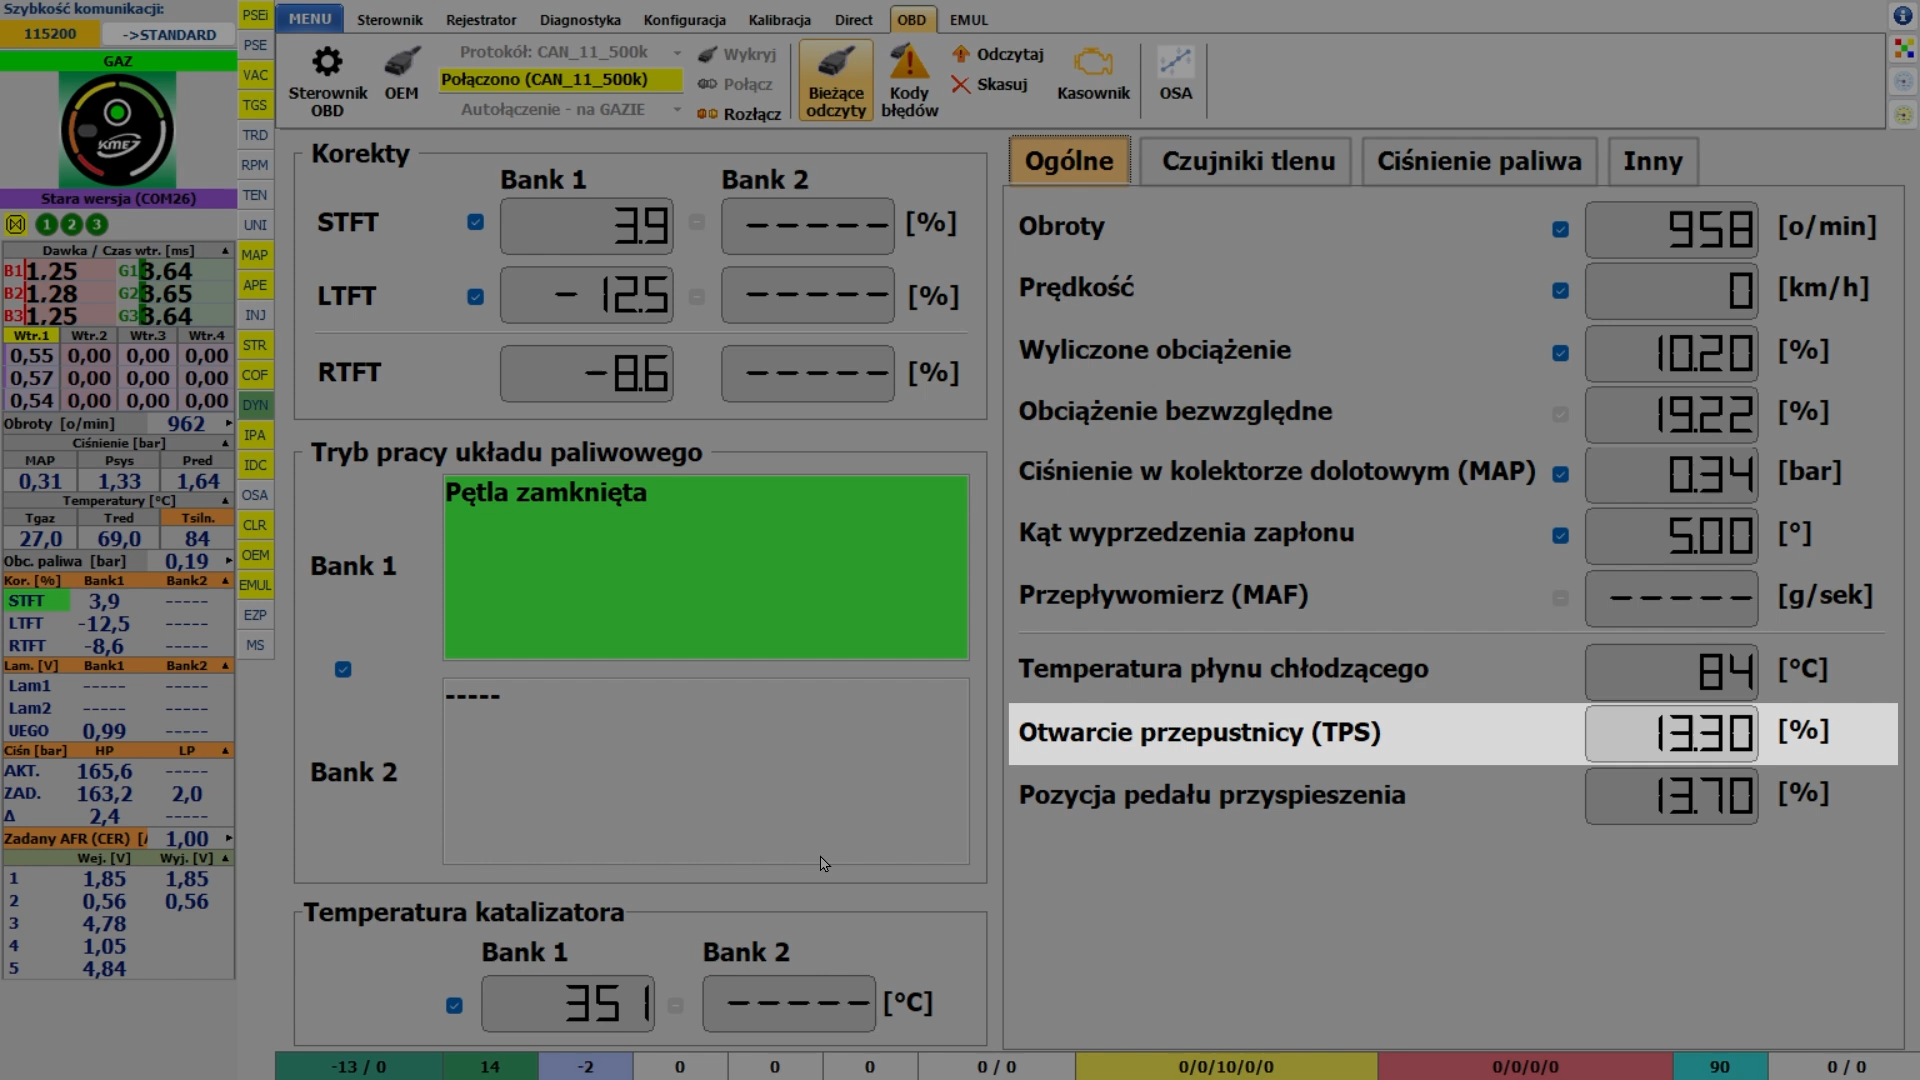 Szybkość komunikacji:
115200 ->STANDARD
GAZ
KME
Stara wersja (COM26)
1 2 3
Dawka / Czas wtr. [ms]
B1 1,25 G1 3,64
B2 1,28 G2 3,65
B3 1,25 G3 3,64
Wtr.1 Wtr.2 Wtr.3 Wtr.4
0,55 0,00 0,00 0,00
0,57 0,00 0,00 0,00
0,54 0,00 0,00 0,00
Obroty [o/min] 962
Ciśnienie [bar]
MAP Psys Pred
0,31 1,33 1,64
Temperatury [°C]
Tgaz Tred Tsiln.
27,0 69,0 84
Obc. paliwa [bar] 0,19
Kor. [%] Bank1 Bank2
STFT 3,9 -----
LTFT -12,5 -----
RTFT -8,6 -----
Lam. [V] Bank1 Bank2
Lam1 ----- -----
Lam2 ----- -----
UEGO 0,99 -----
Ciśn [bar] HP LP
AKT. 165,6 -----
ZAD. 163,2 2,0
Δ 2,4 -----
Zadany AFR (CER) 1,00
Wej. [V] Wyj. [V]
1 1,85 1,85
2 0,56 0,56
3 4,78
4 1,05
5 4,84
PSEi
PSE
VAC
TGS
TRD
RPM
TEN
UNI
MAP
APE
INJ
STR
COF
DYN
IPA
IDC
OSA
CLR
OEM
EMUL
EZP
MS
MENU Sterownik Rejestrator Diagnostyka Konfiguracja Kalibracja Direct OBD EMUL
Sterownik OBD
OEM
Protokół: CAN_11_500k
Połączono (CAN_11_500k)
Autołączenie - na GAZIE
Wykryj
Połącz
Rozłącz
Bieżące odczyty
Kody błędów
Odczytaj
Skasuj
Kasownik
OSA
Korekty
Bank 1 Bank 2
STFT 3.9 ----- [%]
LTFT -12.5 ----- [%]
RTFT -8.6 ----- [%]
Tryb pracy układu paliwowego
Bank 1 Pętla zamknięta
Bank 2 -----
Temperatura katalizatora
Bank 1 Bank 2
351 ----- [°C]
Ogólne Czujniki tlenu Ciśnienie paliwa Inny
Obroty 958 [o/min]
Prędkość 0 [km/h]
Wyliczone obciążenie 10.20 [%]
Obciążenie bezwzględne 19.22 [%]
Ciśnienie w kolektorze dolotowym (MAP) 0.34 [bar]
Kąt wyprzedzenia zapłonu 5.00 [°]
Przepływomierz (MAF) ----- [g/sek]
Temperatura płynu chłodzącego 84 [°C]
Otwarcie przepustnicy (TPS) 13.30 [%]
Pozycja pedału przyspieszenia 13.70 [%]
-13 / 0 14 -2 0 0 0 0 / 0 0/0/10/0/0 0/0/0/0 90 0 / 0